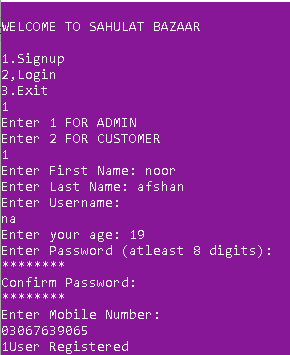 WELCOME TO SAHULAT BAZAAR
1.Signup
2,Login
3.Exit
1
Enter 1 FOR ADMIN
Enter 2 FOR CUSTOMER
1
Enter First Name: noor
Enter Last Name: afshan
Enter Username:
na
Enter your age: 19
Enter Password (atleast 8 digits):
********
Confirm Password:
********
Enter Mobile Number:
03067639065
1User Registered